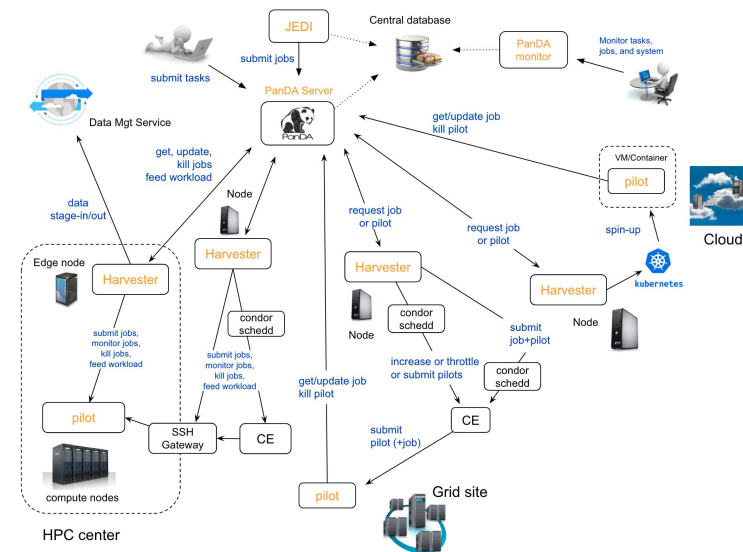 JEDI
Central database
submit jobs
PanDA
monitor
Monitor tasks,
jobs, and system
submit tasks
PanDA Server
PanDA
Data Mgt Service
get/update job
kill pilot
get, update,
kill jobs
feed workload
VM/Container
pilot
data
stage-in/out
Node
request job
or pilot
request job
or pilot
spin-up
Cloud
Edge node
Harvester
Harvester
Harvester
Harvester
kubernetes
Node
Node
condor
schedd
condor
schedd
submit jobs,
monitor jobs,
kill jobs,
feed workload
submit jobs,
monitor jobs,
kill jobs,
feed workload
submit
job+pilot
increase or throttle
or submit pilots
condor
schedd
get/update job
kill pilot
pilot
SSH
Gateway
CE
CE
submit
pilot (+job)
compute nodes
pilot
Grid site
HPC center